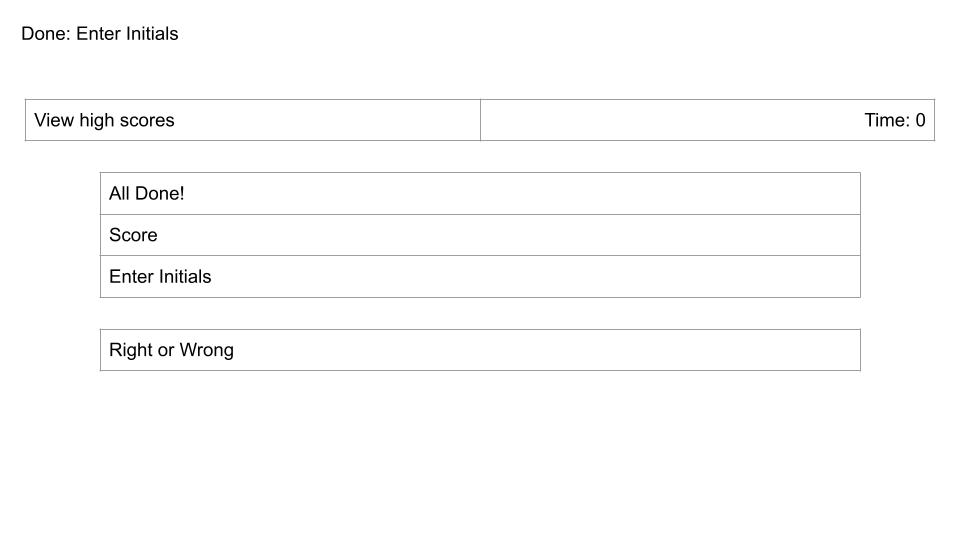 Done: Enter Initials
View high scores
Time: 0
All Done!
Score
Enter Initials
Right or Wrong